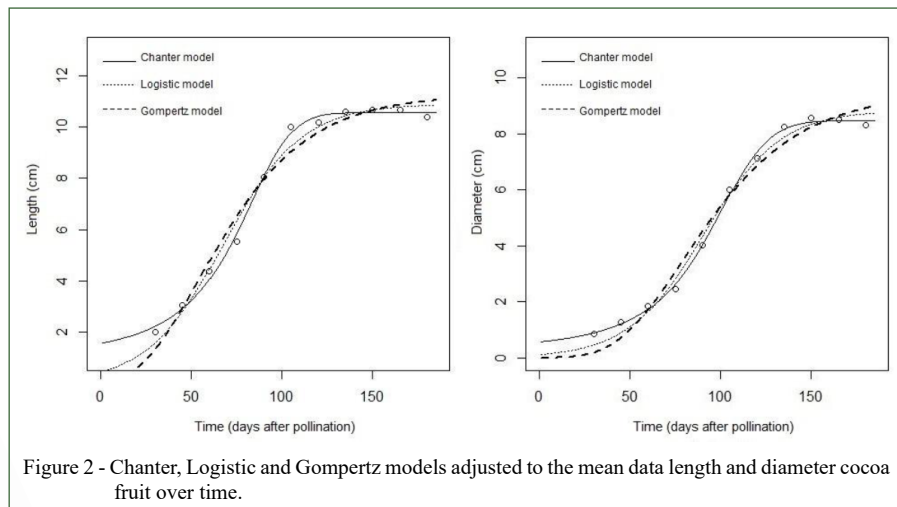 Chanter model
Logistic model
Gompertz model
12
10
8
6
4
2
Length (cm)
0 50 100 150
Time (days after pollination)
Chanter model
Logistic model
Gompertz model
10
8
6
4
2
0
Diameter (cm)
0 50 100 150
Time (days after pollination)
Figure 2 - Chanter, Logistic and Gompertz models adjusted to the mean data length and diameter cocoa
fruit over time.